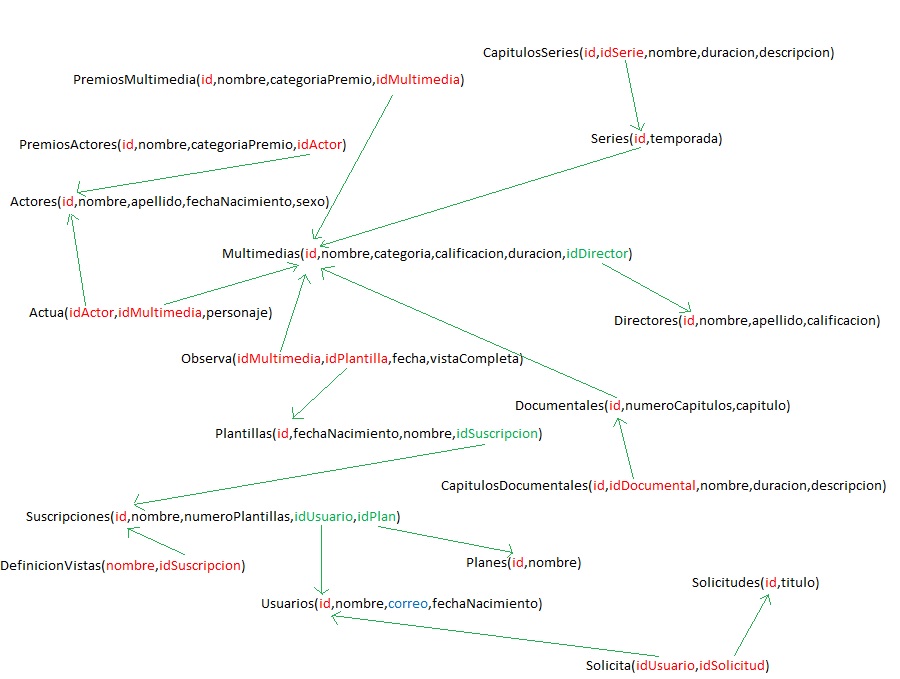 CapitulosSeries(id,idSerie,nombre,duracion,descripcion)
PremiosMultimedia(id,nombre,categoriaPremio,idMultimedia)
Series(id,temporada)
PremiosActores(id,nombre,categoriaPremio,idActor)
Actores(id,nombre,apellido,fechaNacimiento,sexo)
Multimedias(id,nombre,categoria,calificacion,duracion,idDirector)
Actua(idActor,idMultimedia,personaje)
Directores(id,nombre,apellido,calificacion)
Observa(idMultimedia,idPlantilla,fecha,vistaCompleta)
Documentales(id,numeroCapitulos,capitulo)
Plantillas(id,fechaNacimiento,nombre,idSuscripcion)
CapitulosDocumentales(id,idDocumental,nombre,duracion,descripcion)
Suscripciones(id,nombre,numeroPlantillas,idUsuario,idPlan)
DefinicionVistas(nombre,idSuscripcion)
Planes(id,nombre)
Solicitudes(id,titulo)
Usuarios(id,nombre,correo,fechaNacimiento)
Solicita(idUsuario,idSolicitud)